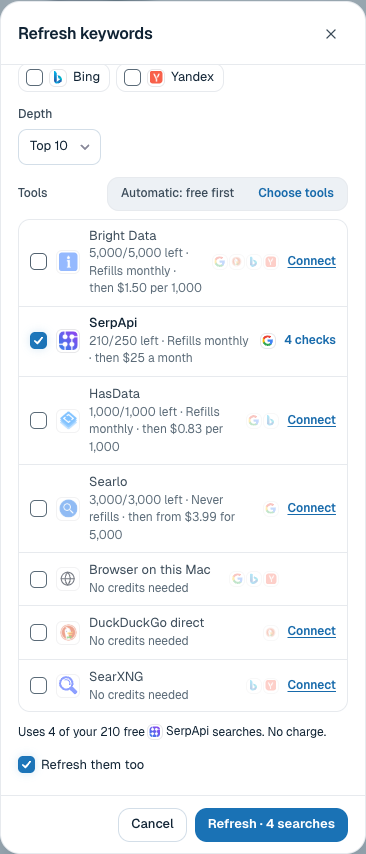 Refresh keywords
Bing
Yandex
Depth
Top 10
Tools
Automatic: free first
Choose tools
Bright Data
5,000/5,000 left ·
Refills monthly ·
then $1.50 per 1,000
Connect
SerpApi
210/250 left · Refills monthly
· then $25 a month
4 checks
HasData
1,000/1,000 left · Refills
monthly · then $0.83 per
1,000
Connect
Searlo
3,000/3,000 left · Never
refills · then from $3.99 for
5,000
Connect
Browser on this Mac
No credits needed
DuckDuckGo direct
No credits needed
Connect
SearXNG
No credits needed
Connect
Uses 4 of your 210 free SerpApi searches. No charge.
Refresh them too
Cancel
Refresh · 4 searches